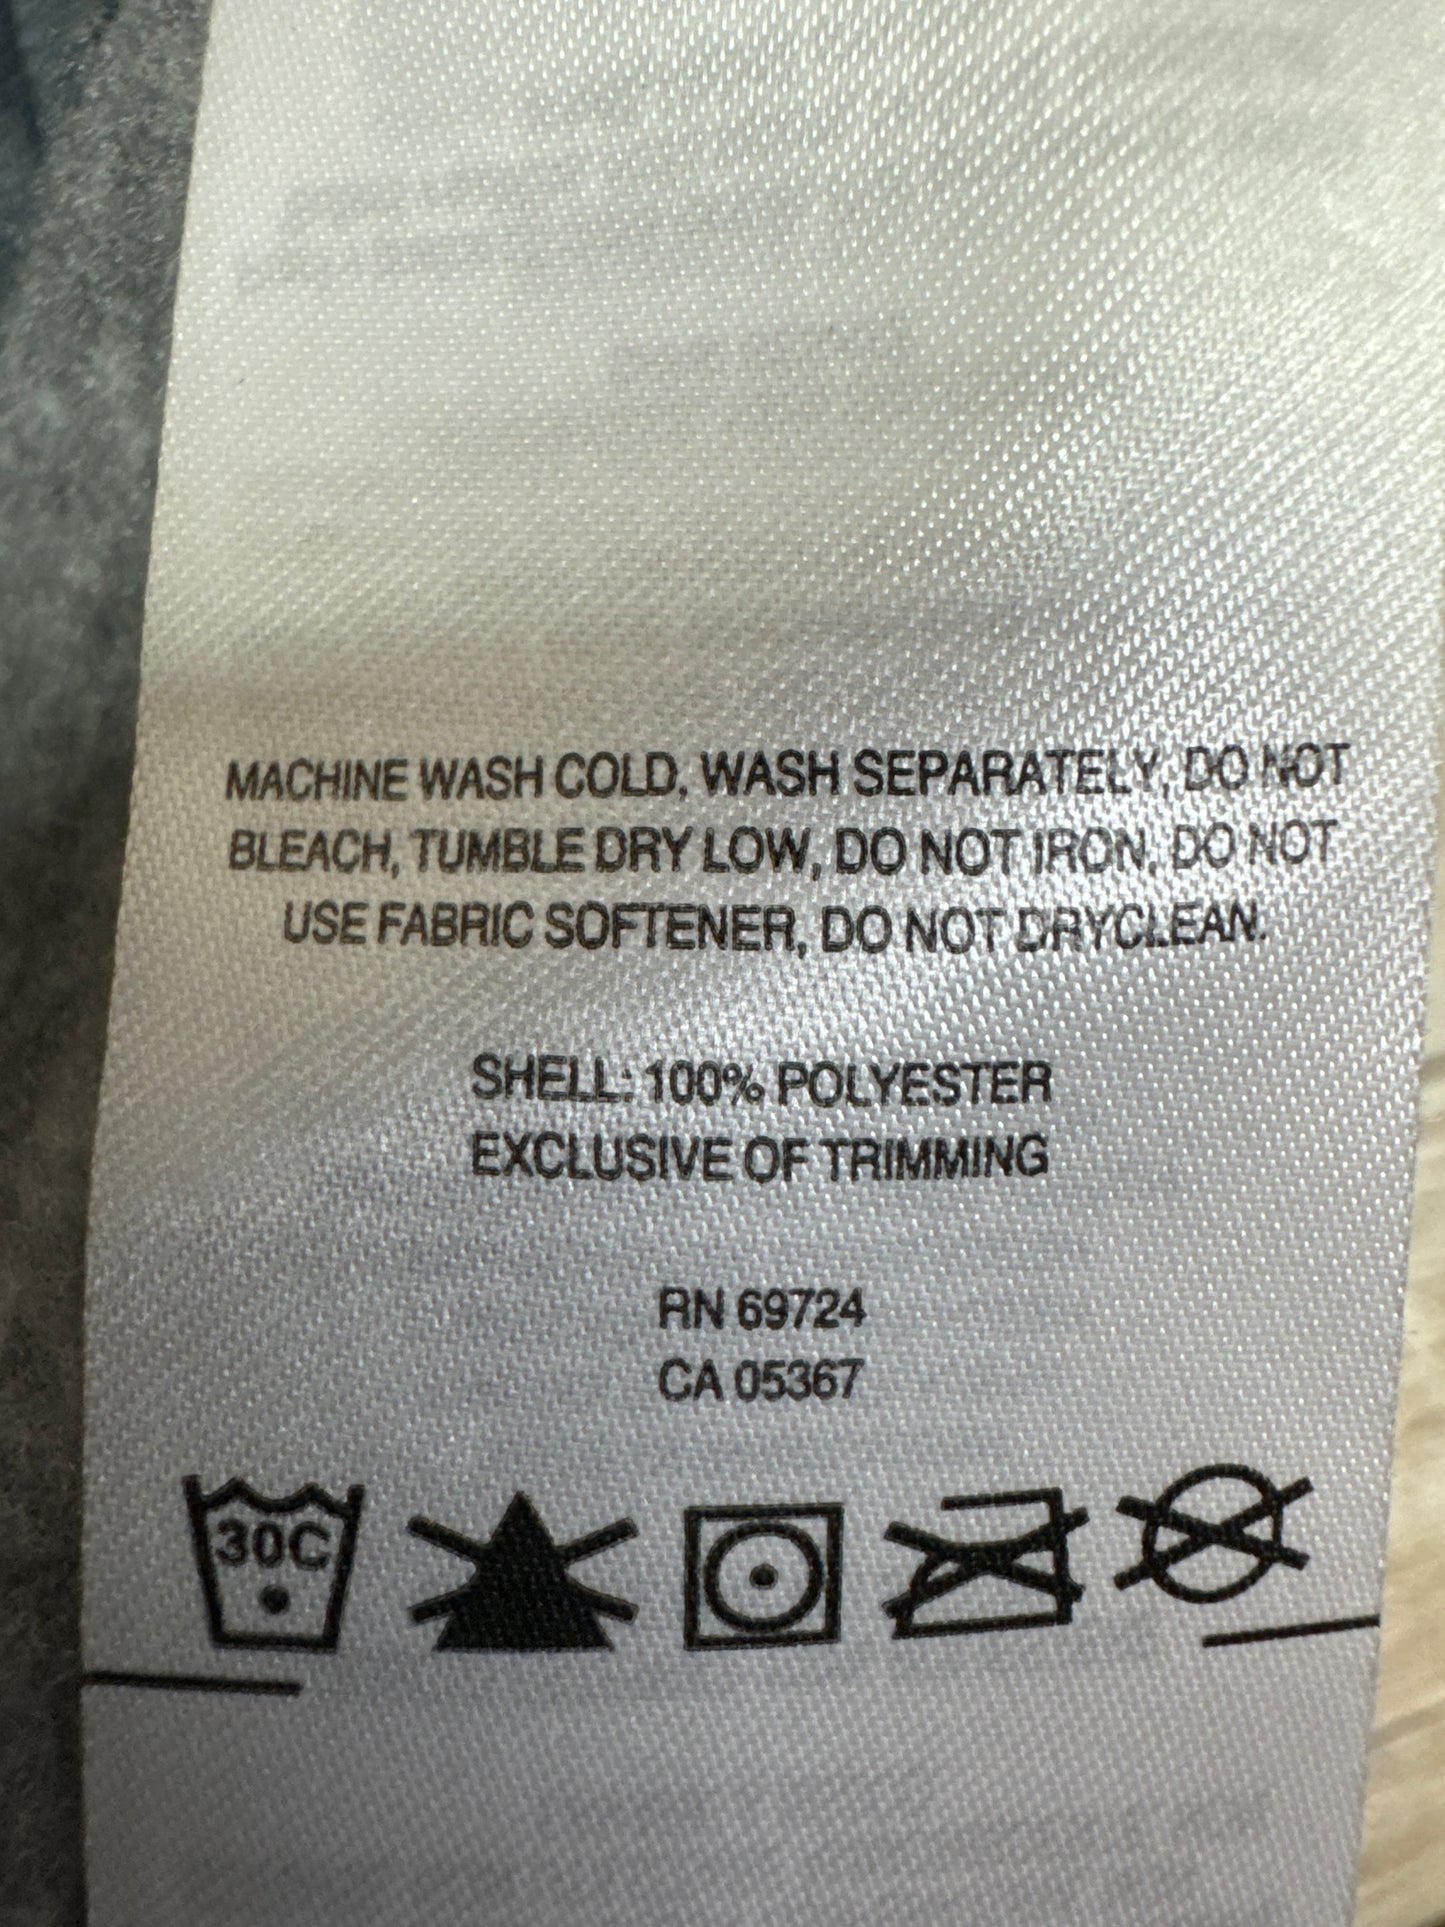 MACHINE WASH COLD, WASH SEPARATELY, DO NOT
BLEACH, TUMBLE DRY LOW, DO NOT IRON, DO NOT
USE FABRIC SOFTENER, DO NOT DRYCLEAN.
SHELL: 100% POLYESTER
EXCLUSIVE OF TRIMMING
RN 69724
CA 05367
30C